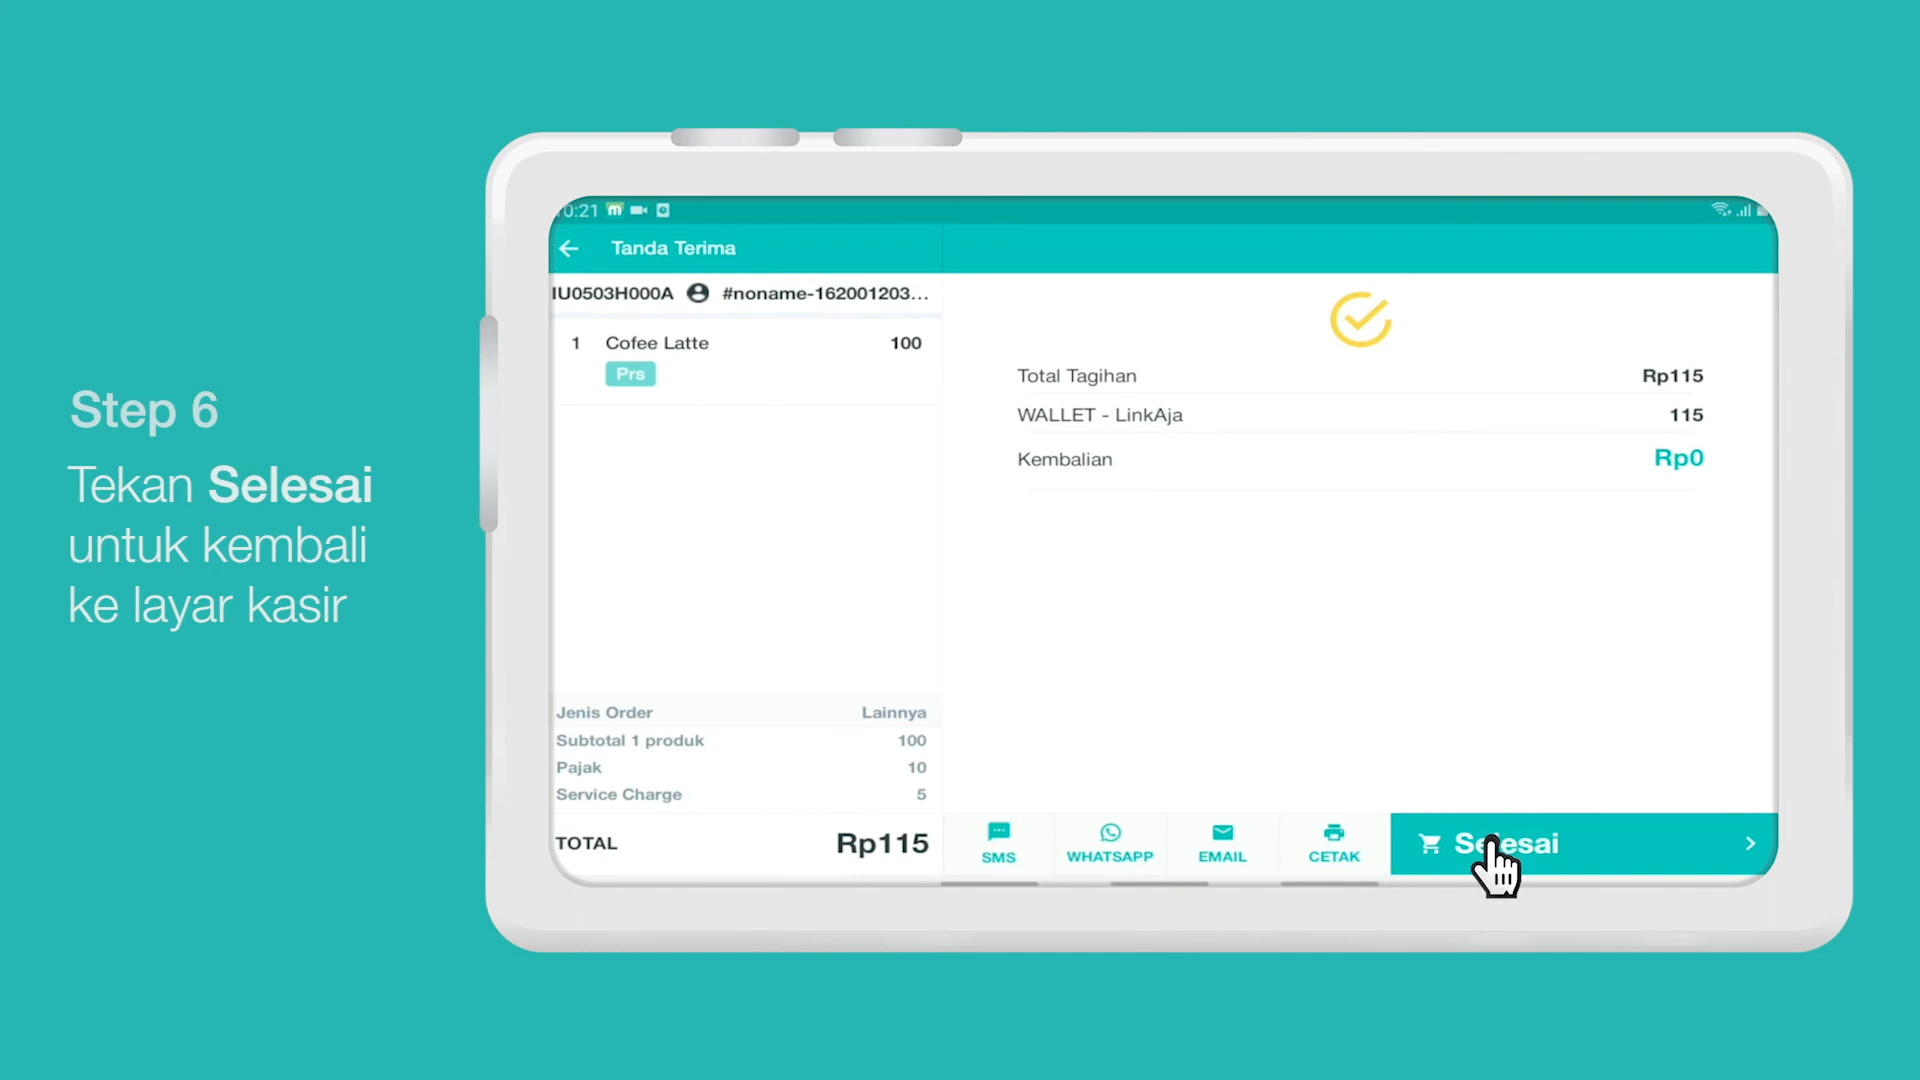 Step 6
Tekan Selesai
untuk kembali
ke layar kasir
0:21
Tanda Terima
IU0503H000A #noname-162001203...
1 Cofee Latte 100
Prs
Jenis Order Lainnya
Subtotal 1 produk 100
Pajak 10
Service Charge 5
TOTAL Rp115
Total Tagihan Rp115
WALLET - LinkAja 115
Kembalian Rp0
SMS
WHATSAPP
EMAIL
CETAK
Selesai